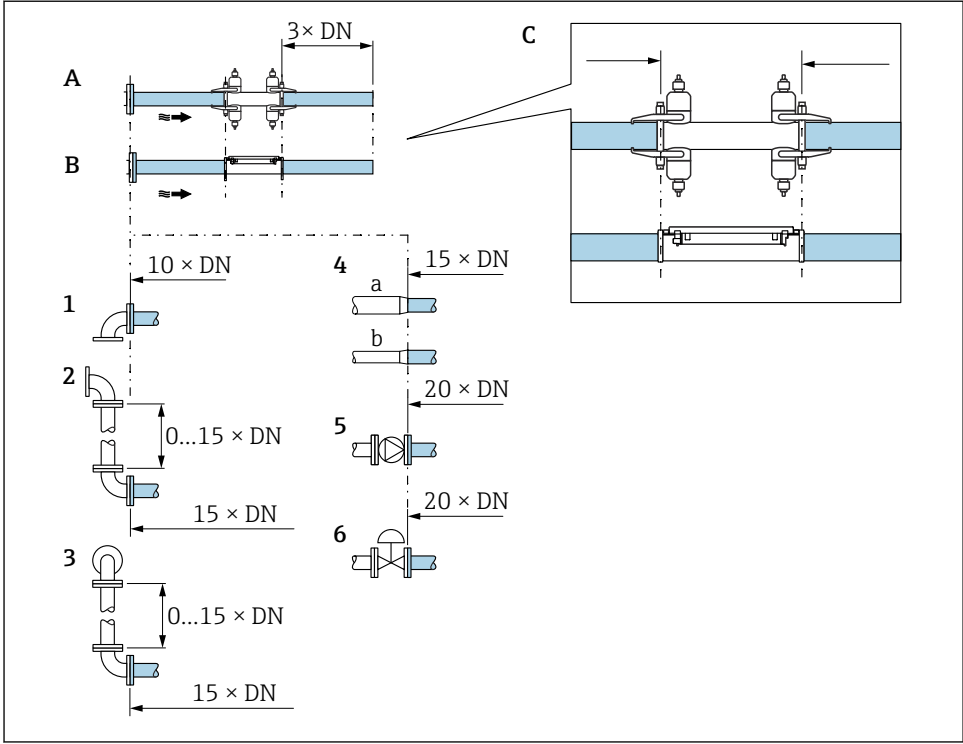 3× DN
C
A
B
10 × DN
1
2
0...15 × DN
15 × DN
3
0...15 × DN
15 × DN
4
15 × DN
a
b
20 × DN
5
20 × DN
6